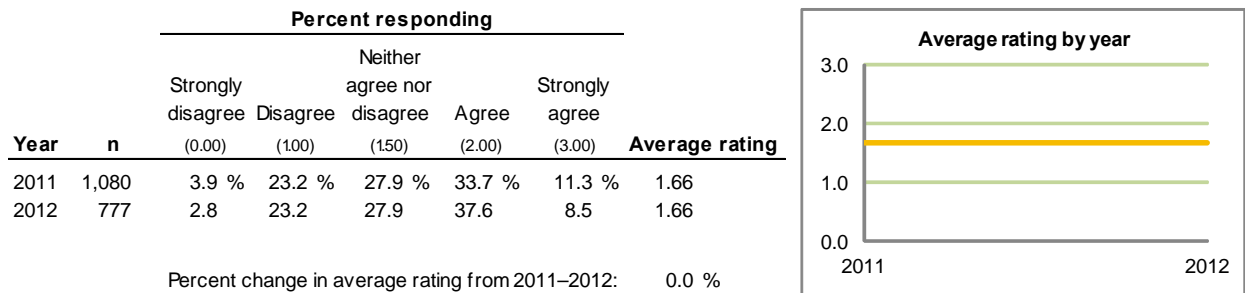 Percent responding
Neither
Strongly agree nor Strongly
disagree Disagree disagree Agree agree
Year n (0.00) (1.00) (1.50) (2.00) (3.00) Average rating
2011 1,080 3.9 % 23.2 % 27.9 % 33.7 % 11.3 % 1.66
2012 777 2.8 23.2 27.9 37.6 8.5 1.66
Percent change in average rating from 2011–2012: 0.0 %
Average rating by year
3.0
2.0
1.0
0.0
2011 2012